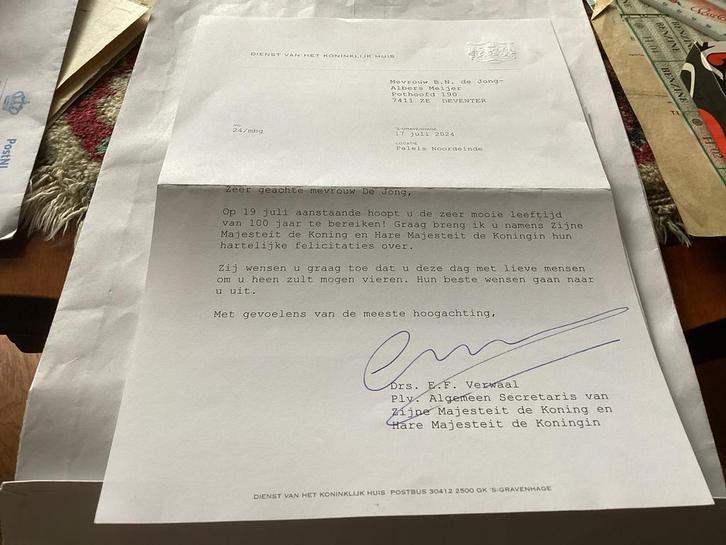 DIENST VAN HET KONINKLIJK HUIS
Mevrouw B.N. de Jong-
Albers Meijer
Pothoofd 190
7411 ZE DEVENTER
24/mbg
'S-GRAVENHAGE
17 juli 2024
LOCATIE
Paleis Noordeinde
Zeer geachte mevrouw De Jong,
Op 19 juli aanstaande hoopt u de zeer mooie leeftijd
van 100 jaar te bereiken! Graag breng ik u namens Zijne
Majesteit de Koning en Hare Majesteit de Koningin hun
hartelijke felicitaties over.
Zij wensen u graag toe dat u deze dag met lieve mensen
om u heen zult mogen vieren. Hun beste wensen gaan naar
u uit.
Met gevoelens van de meeste hoogachting,
Drs. E.F. Verwaal
Plv. Algemeen Secretaris van
Zijne Majesteit de Koning en
Hare Majesteit de Koningin
DIENST VAN HET KONINKLIJK HUIS POSTBUS 30412 2500 GK 'S-GRAVENHAGE
PostNL
BENZINE
BENZINE